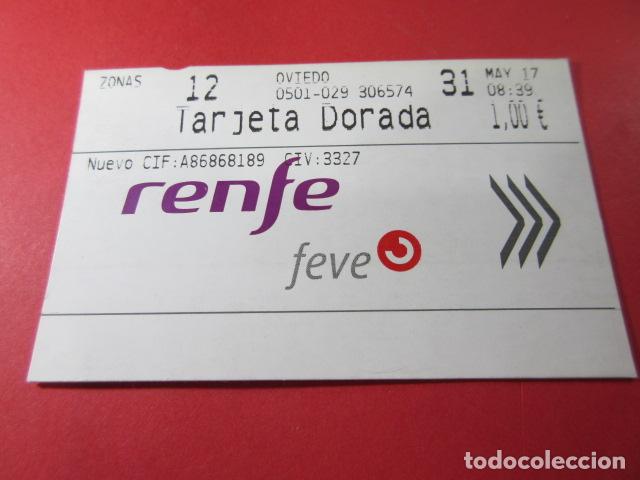 ZONAS 12 OVIEDO 31 MAY 17
0501-029 306574 08:39
Tarjeta Dorada 1,00 €
Nuevo CIF:A86868189 CIV:3327
renfe
feve
todocoleccion